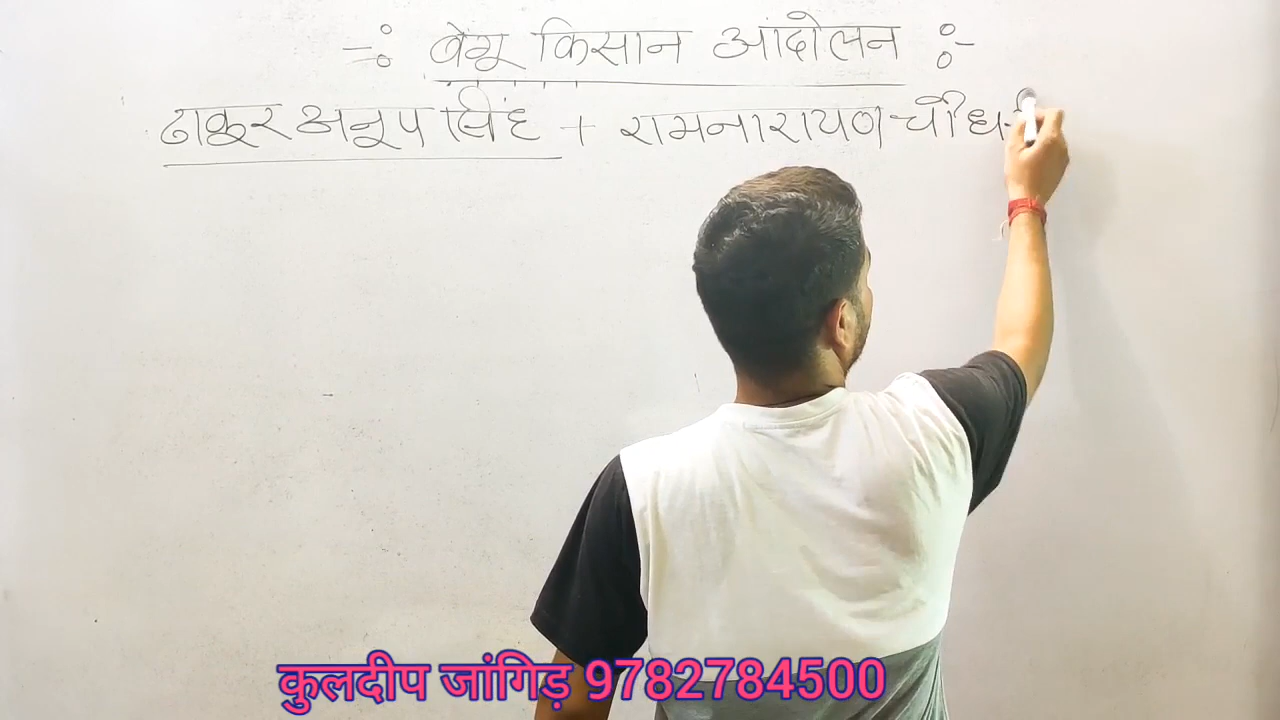 -: बेगू किसान आंदोलन :-
ठाकुर अनूप सिंह + रामनारायण चौधरी
कुलदीप जांगिड़ 9782784500